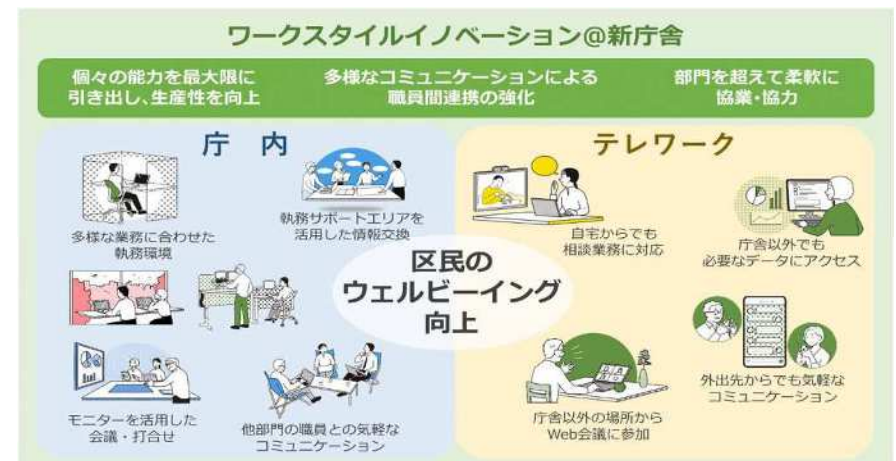 ワークスタイルイノベーション@新庁舎
個々の能力を最大限に
引き出し、生産性を向上
多様なコミュニケーションによる
職員間連携の強化
部門を超えて柔軟に
協業・協力
庁 内
テレワーク
多様な業務に合わせた
執務環境
執務サポートエリアを
活用した情報交換
自宅からでも
相談業務に対応
庁舎以外でも
必要なデータにアクセス
区民の
ウェルビーイング
向上
モニターを活用した
会議・打合せ
他部門の職員との気軽な
コミュニケーション
庁舎以外の場所から
Web会議に参加
外出先からでも気軽な
コミュニケーション